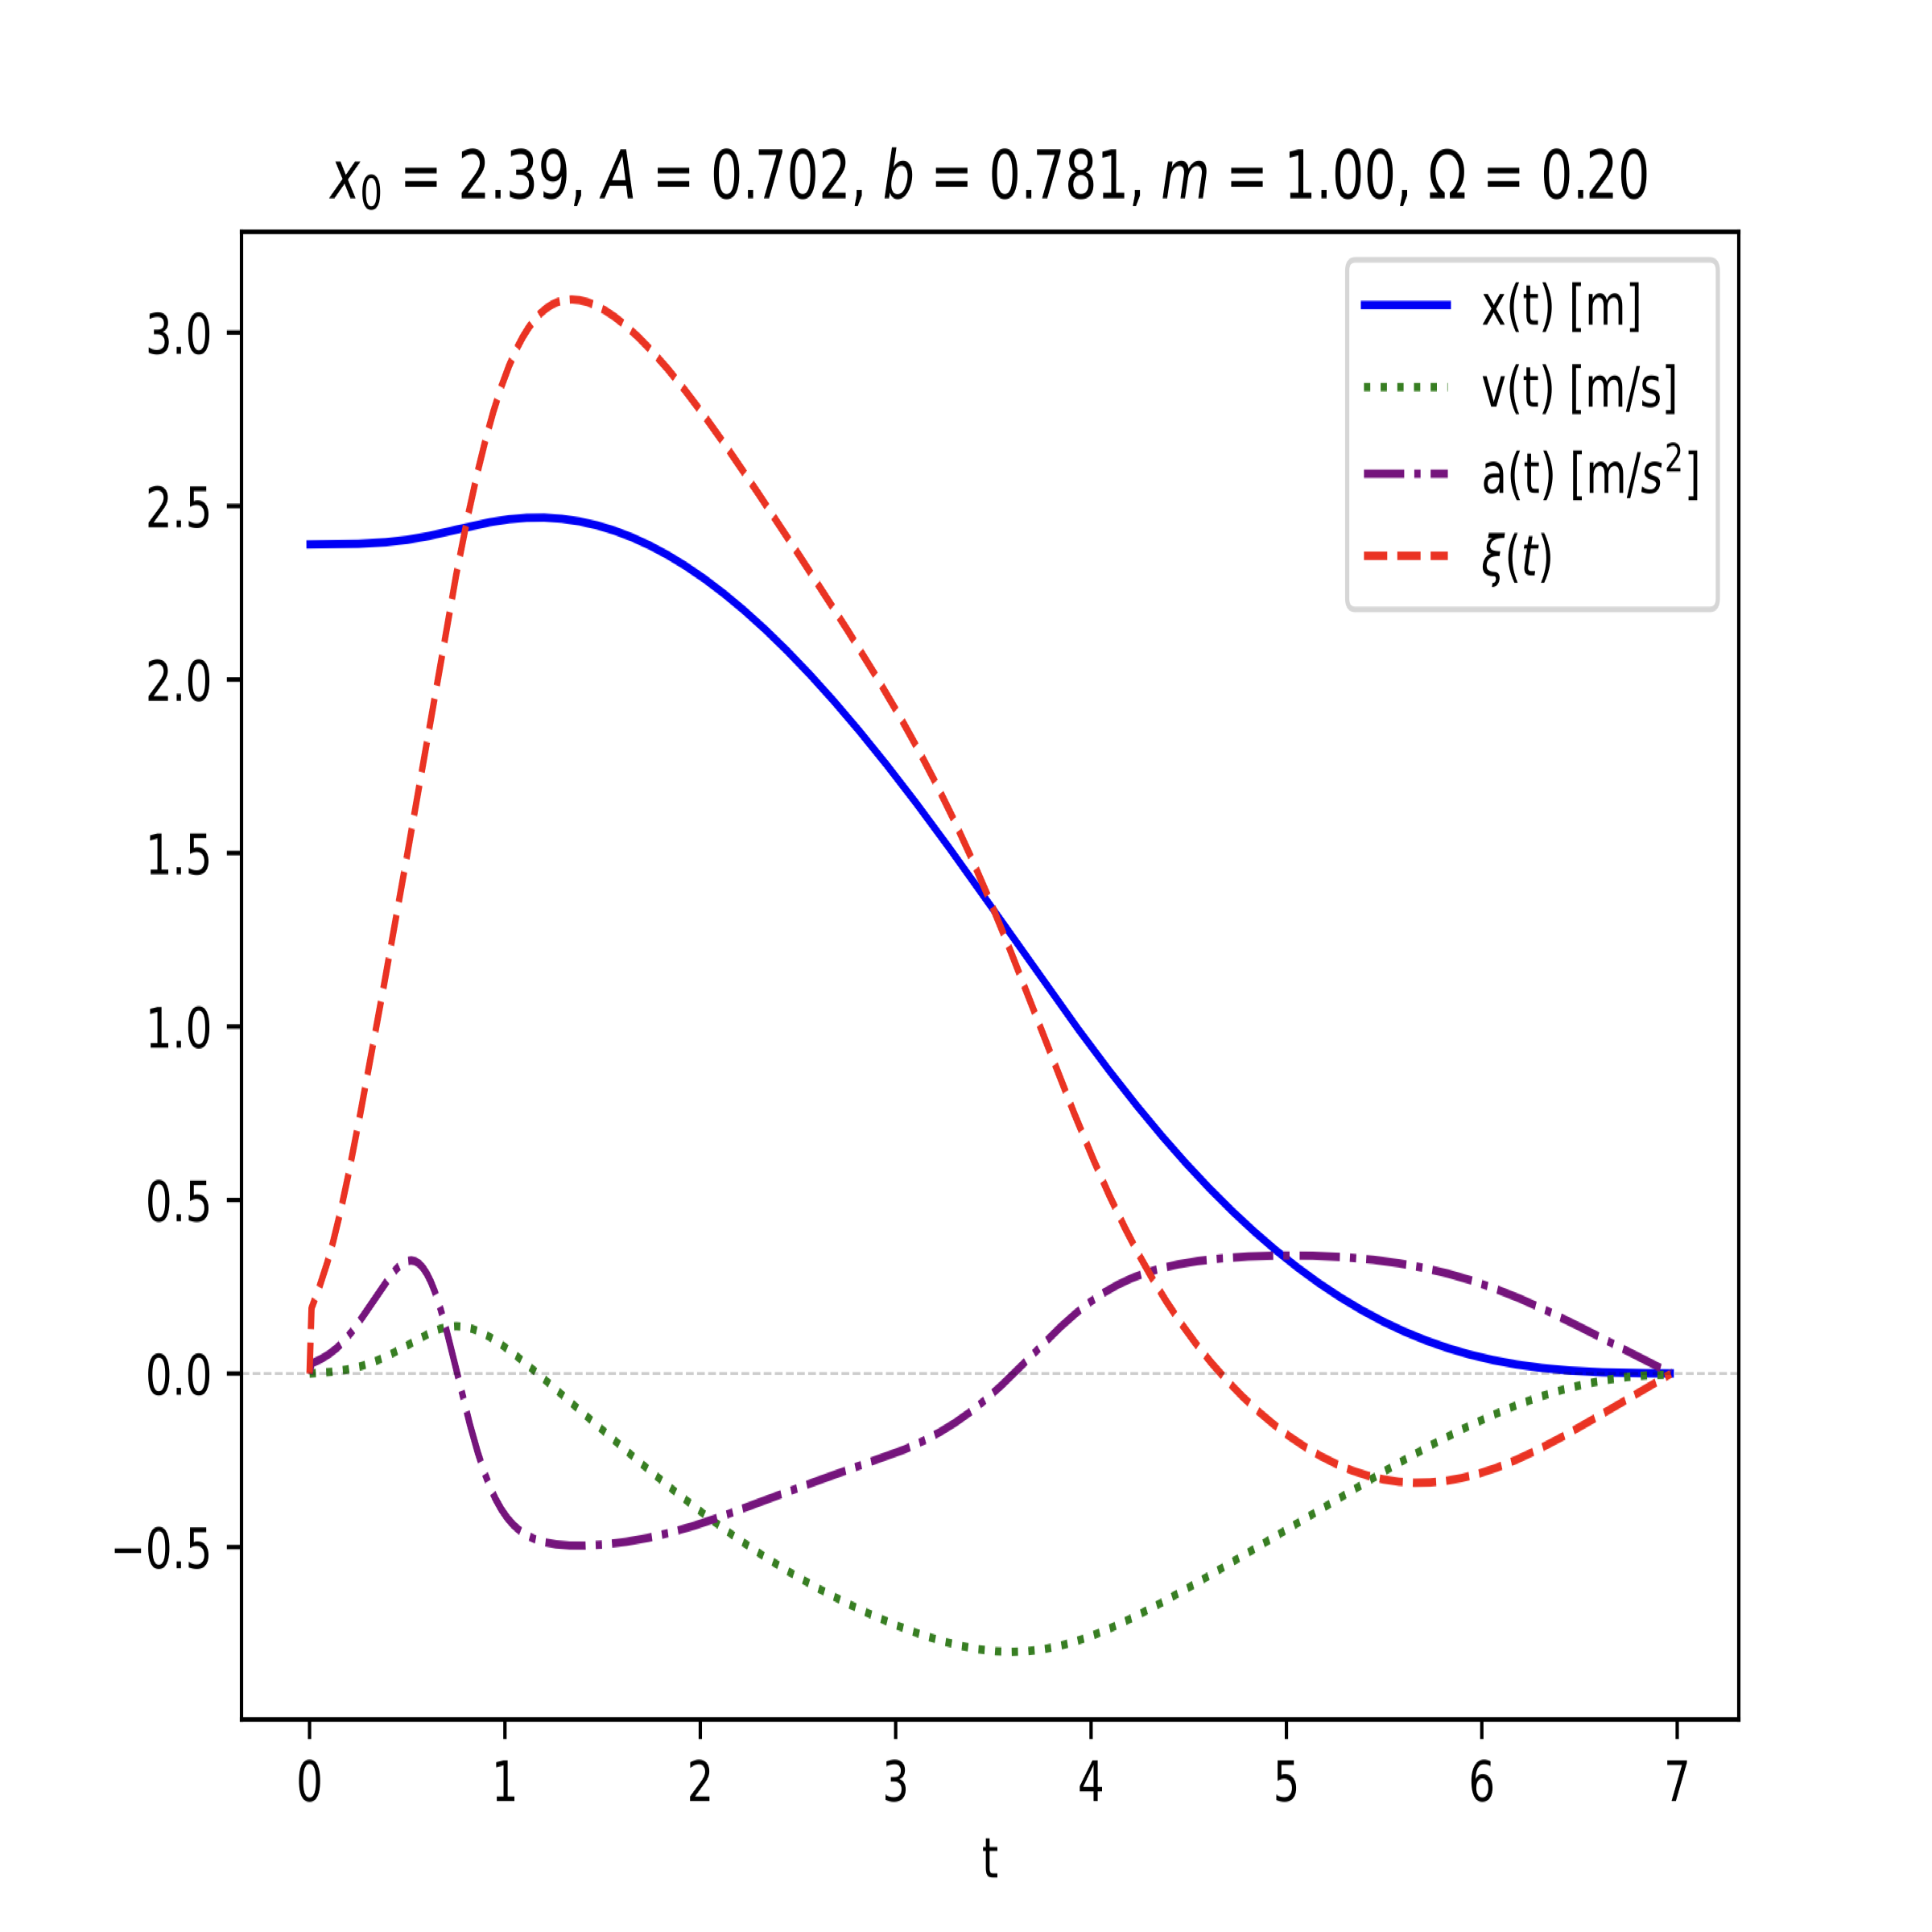 x₀ = 2.39, A = 0.702, b = 0.781, m = 1.00, Ω = 0.20
x(t) [m]
v(t) [m/s]
a(t) [m/s²]
ξ(t)
3.0
2.5
2.0
1.5
1.0
0.5
0.0
−0.5
0 1 2 3 4 5 6 7
t